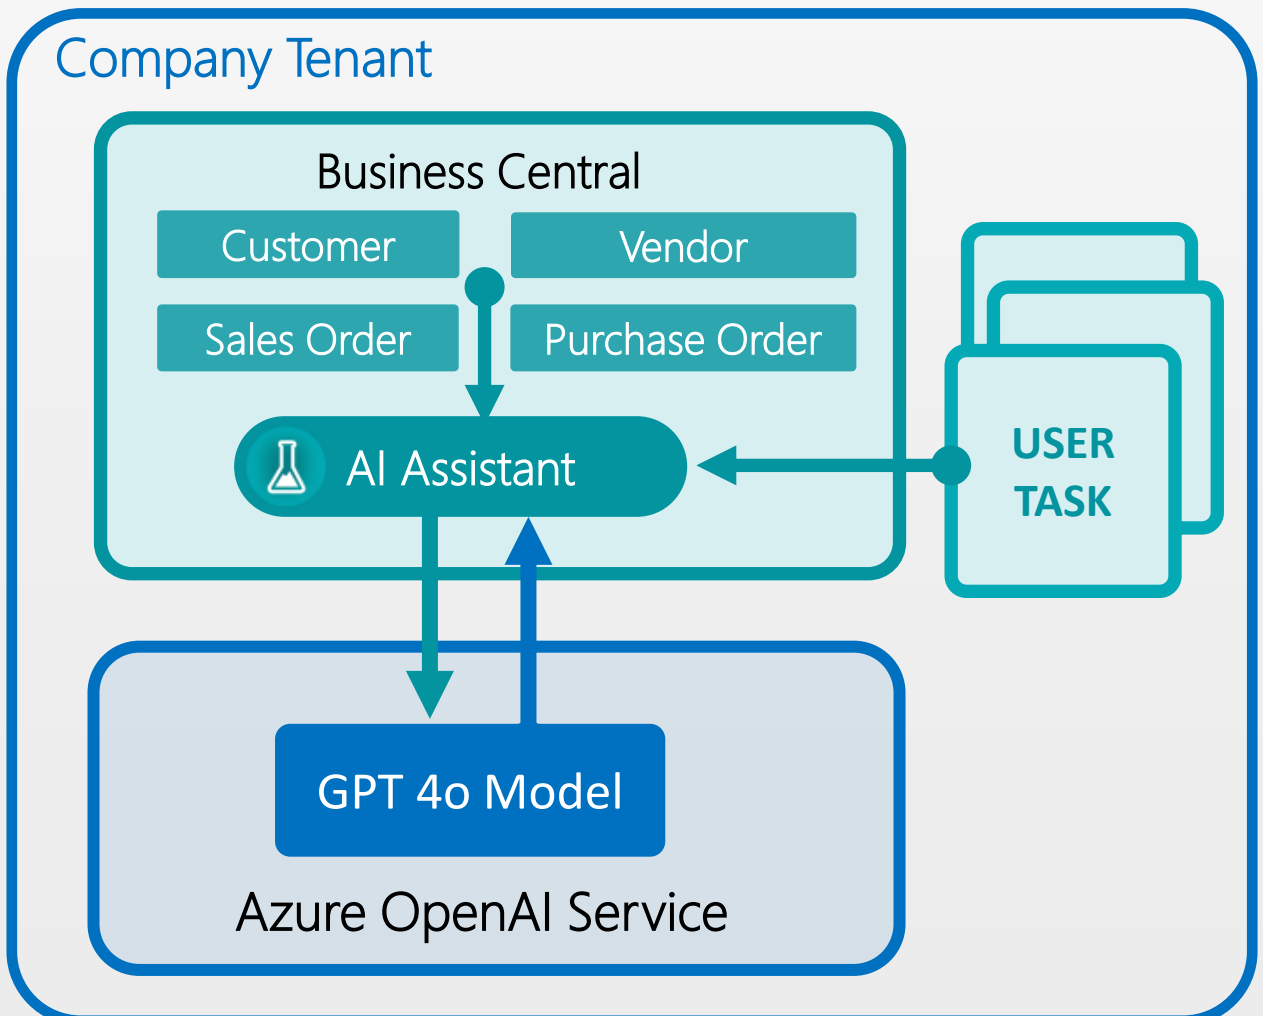 Company Tenant
Business Central
Customer
Vendor
Sales Order
Purchase Order
AI Assistant
USER
TASK
GPT 4o Model
Azure OpenAI Service